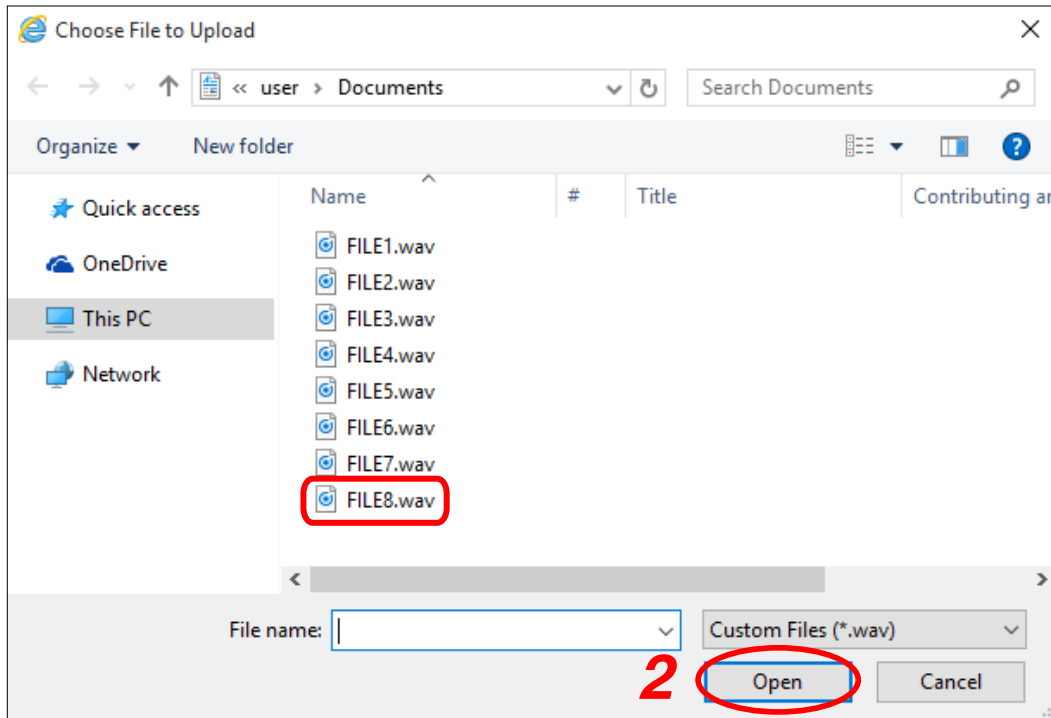 Choose File to Upload
« user > Documents
Search Documents
Organize
New folder
?
Quick access
OneDrive
This PC
Network
Name # Title Contributing ar
FILE1.wav
FILE2.wav
FILE3.wav
FILE4.wav
FILE5.wav
FILE6.wav
FILE7.wav
FILE8.wav
File name:
Custom Files (*.wav)
2 Open Cancel